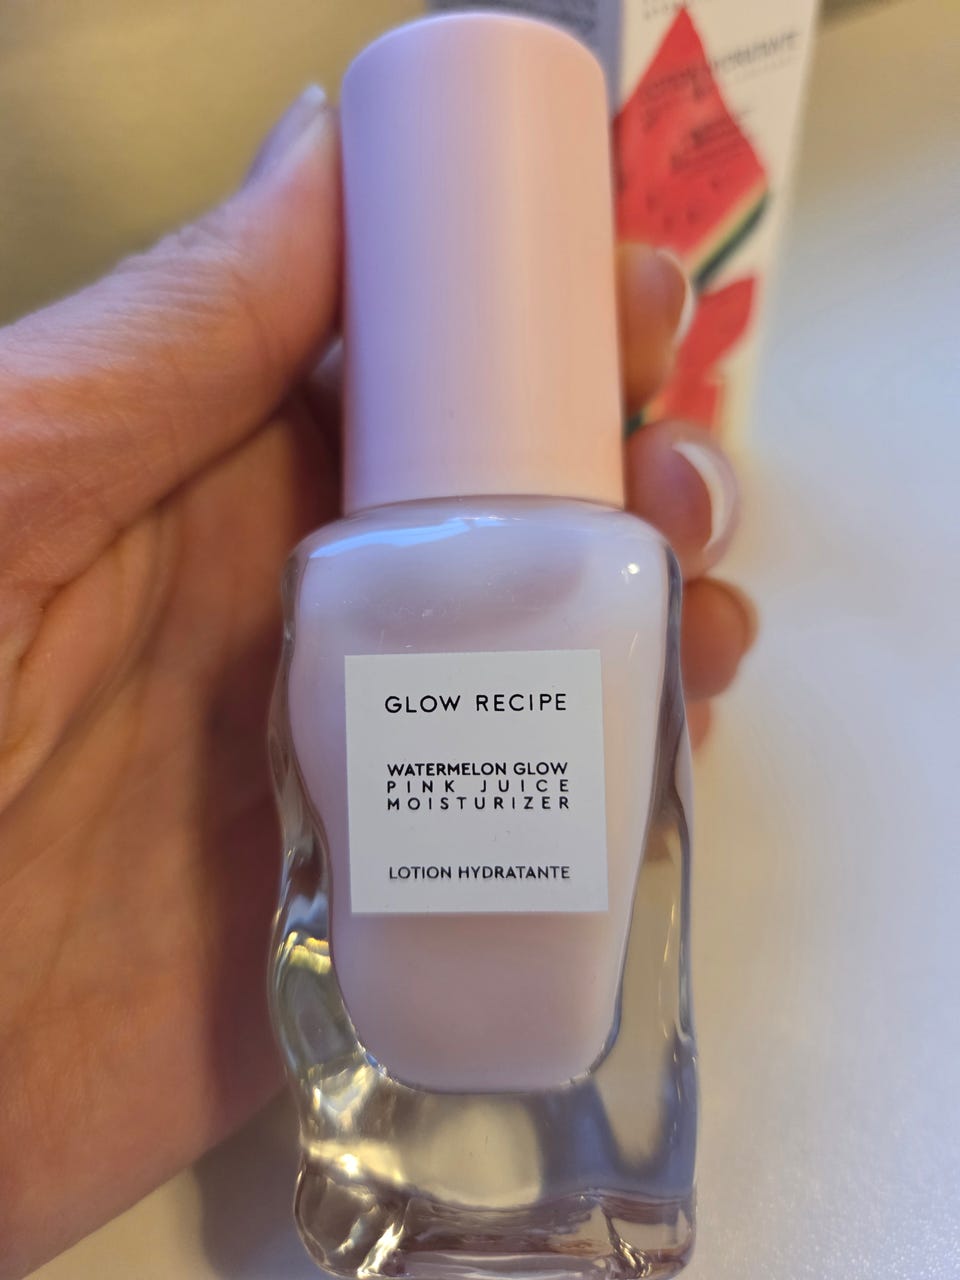 GLOW RECIPE
WATERMELON GLOW
PINK JUICE
MOISTURIZER
LOTION HYDRATANTE